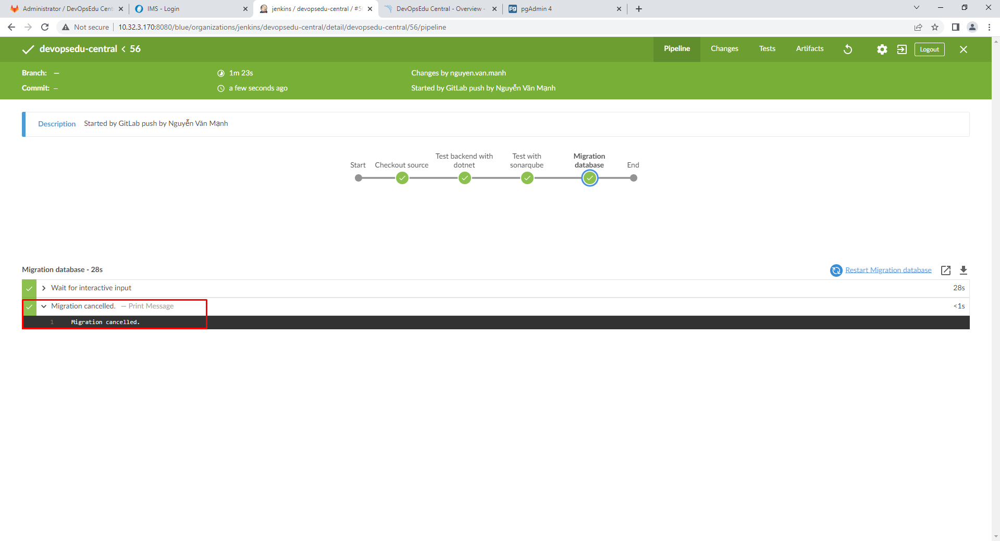 Administrator / DevOpsEdu Cent
IMS - Login
jenkins / devopsedu-central / #56
DevOpsEdu Central - Overview -
pgAdmin 4
Not secure
10.32.3.170:8080/blue/organizations/jenkins/devopsedu-central/detail/devopsedu-central/56/pipeline
devopsedu-central < 56
Pipeline
Changes
Tests
Artifacts
Logout
Branch: —
1m 23s
Changes by nguyen.van.manh
Commit: —
a few seconds ago
Started by GitLab push by Nguyễn Văn Mạnh
Description
Started by GitLab push by Nguyễn Văn Mạnh
Start
Checkout source
Test backend with
dotnet
Test with
sonarqube
Migration
database
End
Migration database - 28s
Restart Migration database
Wait for interactive input
28s
Migration cancelled. — Print Message
<1s
1 Migration cancelled.